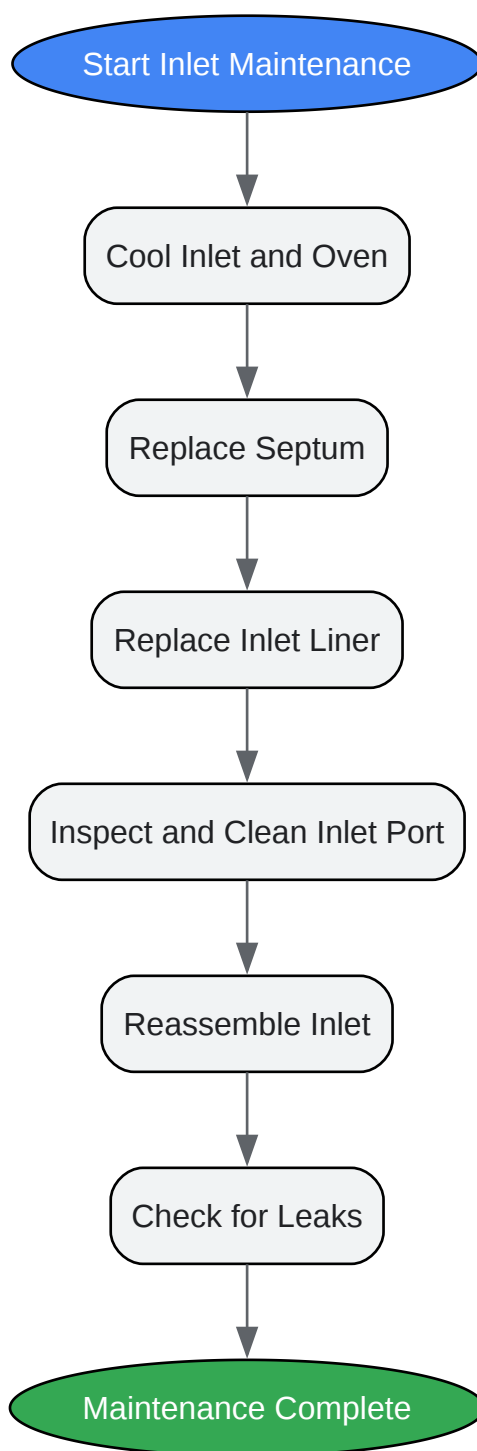 Start Inlet Maintenance
Cool Inlet and Oven
Replace Septum
Replace Inlet Liner
Inspect and Clean Inlet Port
Reassemble Inlet
Check for Leaks
Maintenance Complete